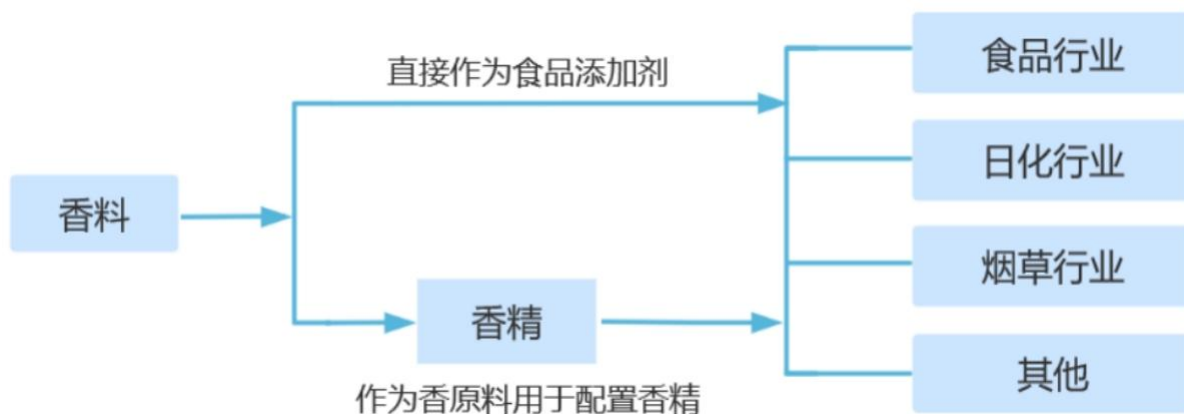 食品行业
直接作为食品添加剂
日化行业
香料
烟草行业
香精
其他
作为香原料用于配置香精